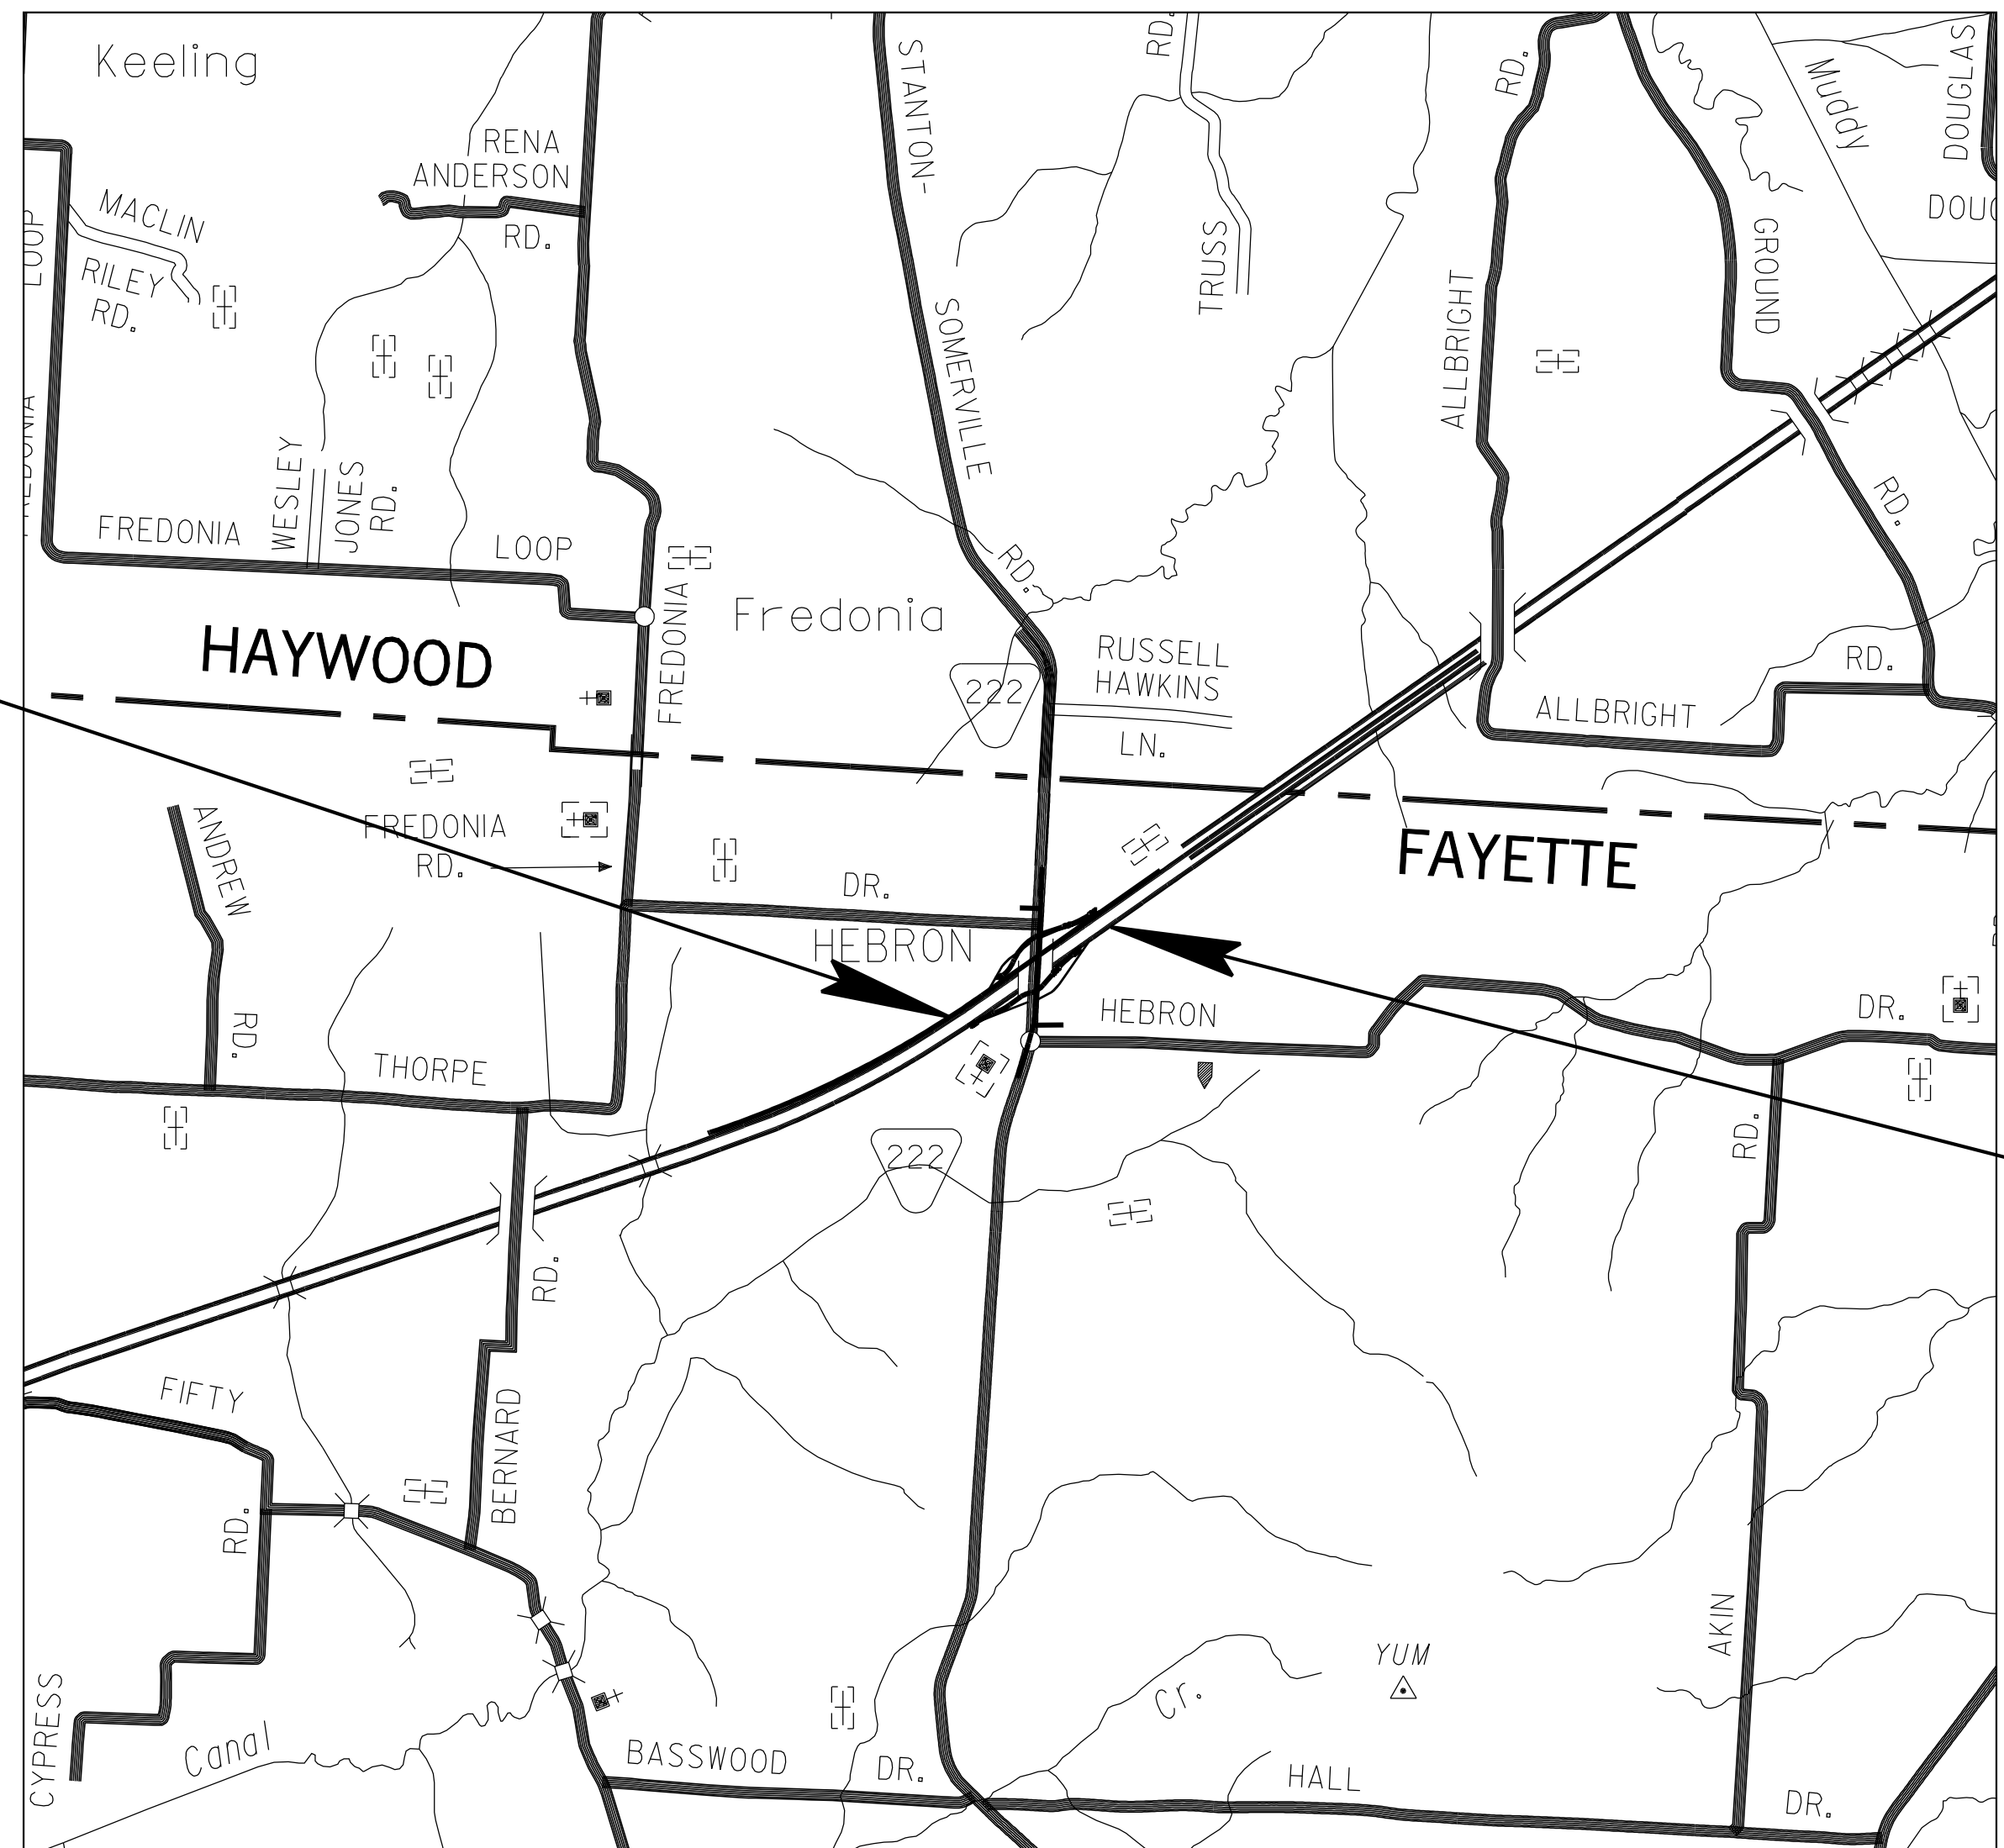 Keeling
STANTON-
RD.
RD.
Muddy
DOUGLAS
RENA
ANDERSON
RD.
MACLIN
RILEY
RD.
LOOP
TRUSS
GROUND
ALLBRIGHT
SOMERVILLE
WESLEY
JONES
RD.
FREDONIA
LOOP
RD.
RD.
FREDONIA
Fredonia
HAYWOOD
RUSSELL
HAWKINS
LN.
222
RD.
ALLBRIGHT
FREDONIA
RD.
ANDREW
RD.
DR.
HEBRON
FAYETTE
HEBRON
DR.
THORPE
222
RD.
RD.
FIFTY
BERNARD
RD.
AKIN
YUM
CYPRESS
Canal
Cr.
BASSWOOD
DR.
HALL
DR.